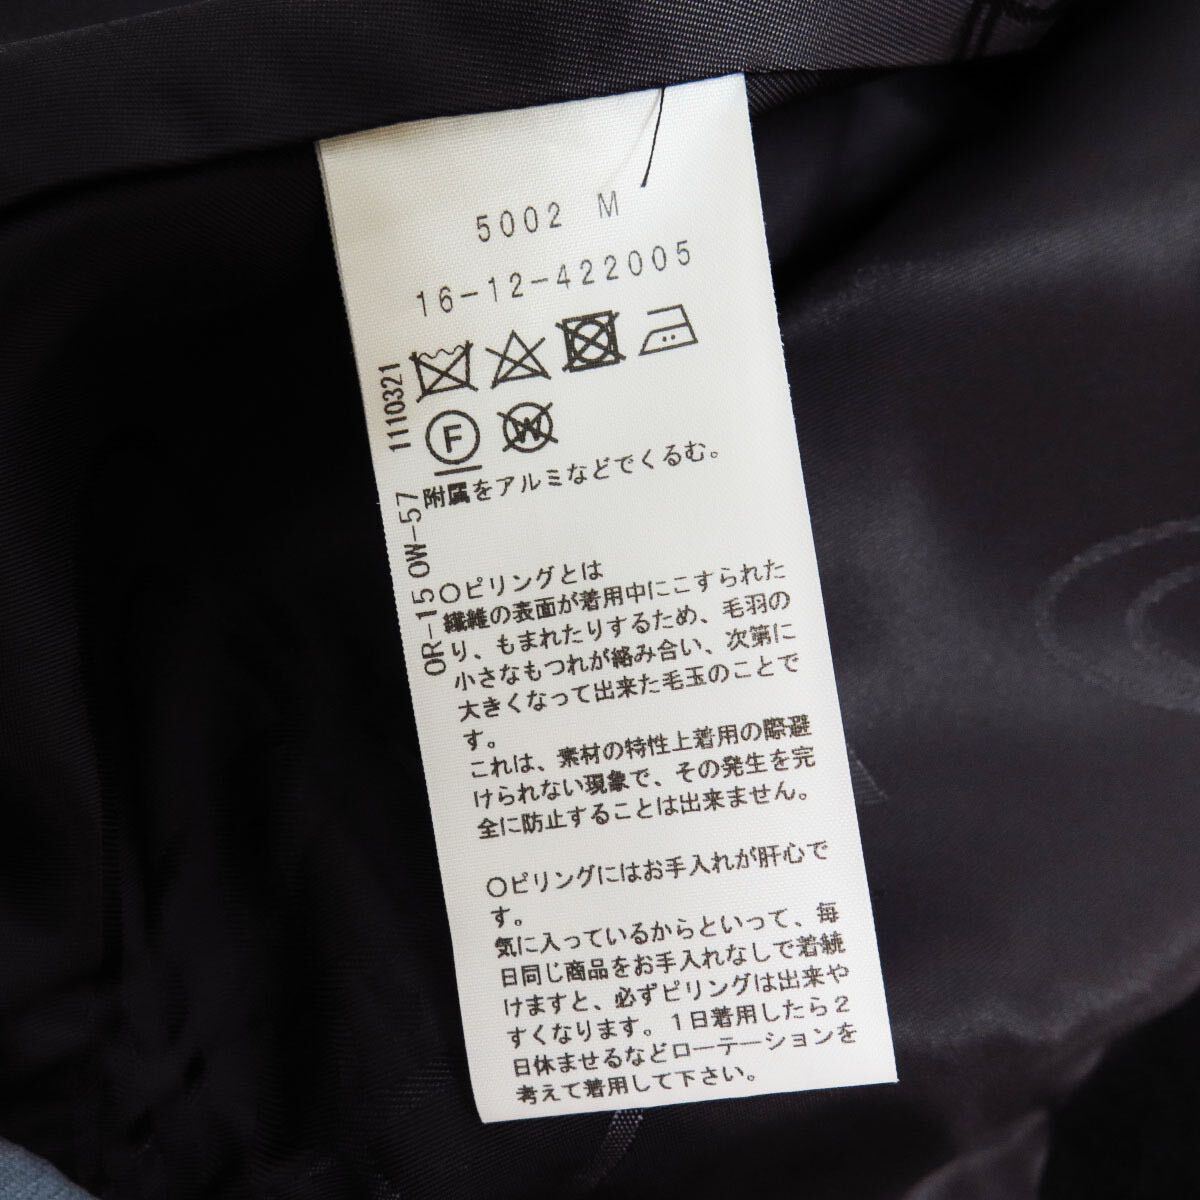 5002 M
16-12-422005
1110321
F
W
附属をアルミなどでくるむ。
OR-15 OW-57
○ピリングとは
繊維の表面が着用中にこすられた
り、もまれたりするため、毛羽の
小さなもつれが絡み合い、次第に
大きくなって出来た毛玉のことで
す。
これは、素材の特性上着用の際避
けられない現象で、その発生を完
全に防止することは出来ません。
○ピリングにはお手入れが肝心で
す。
気に入っているからといって、毎
日同じ商品をお手入れなしで着続
けますと、必ずピリングは出来や
すくなります。1日着用したら2
日休ませるなどローテーションを
考えて着用して下さい。